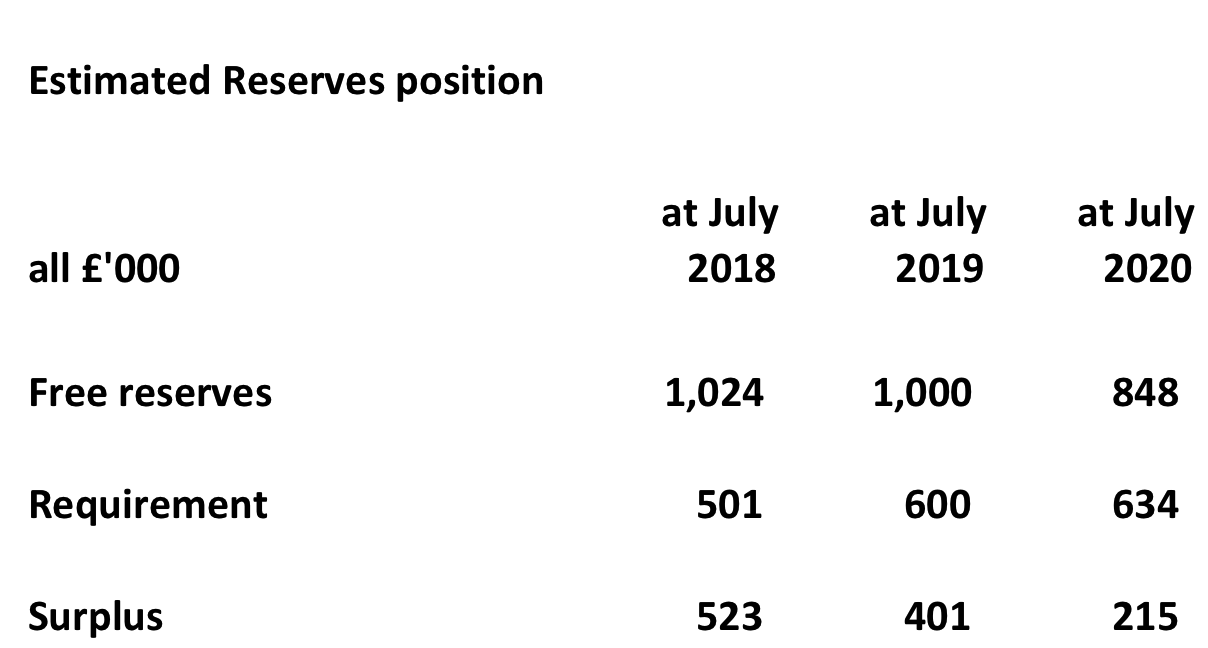 Estimated Reserves position
at July at July at July
all £'000 2018 2019 2020
Free reserves 1,024 1,000 848
Requirement 501 600 634
Surplus 523 401 215